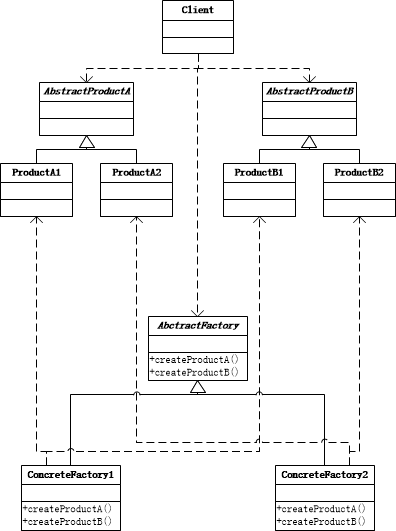 Client
AbstractProductA
AbstractProductB
ProductA1
ProductA2
ProductB1
ProductB2
AbctractFactory
+createProductA()
+createProductB()
ConcreteFactory1
+createProductA()
+createProductB()
ConcreteFactory2
+createProductA()
+createProductB()